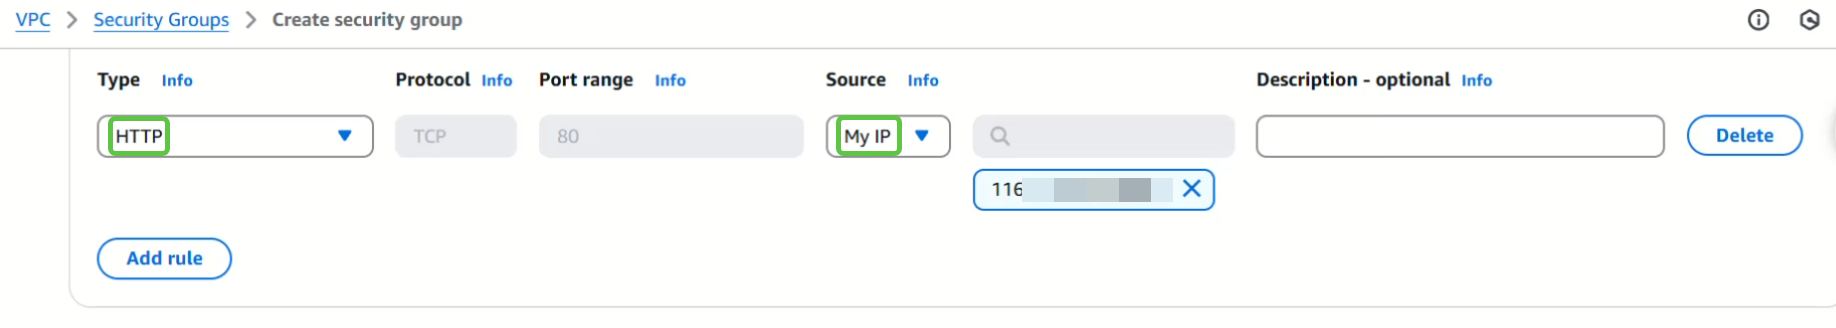 VPC > Security Groups > Create security group
Type Info Protocol Info Port range Info Source Info Description - optional Info
HTTP TCP 80 My IP Delete
116
Add rule